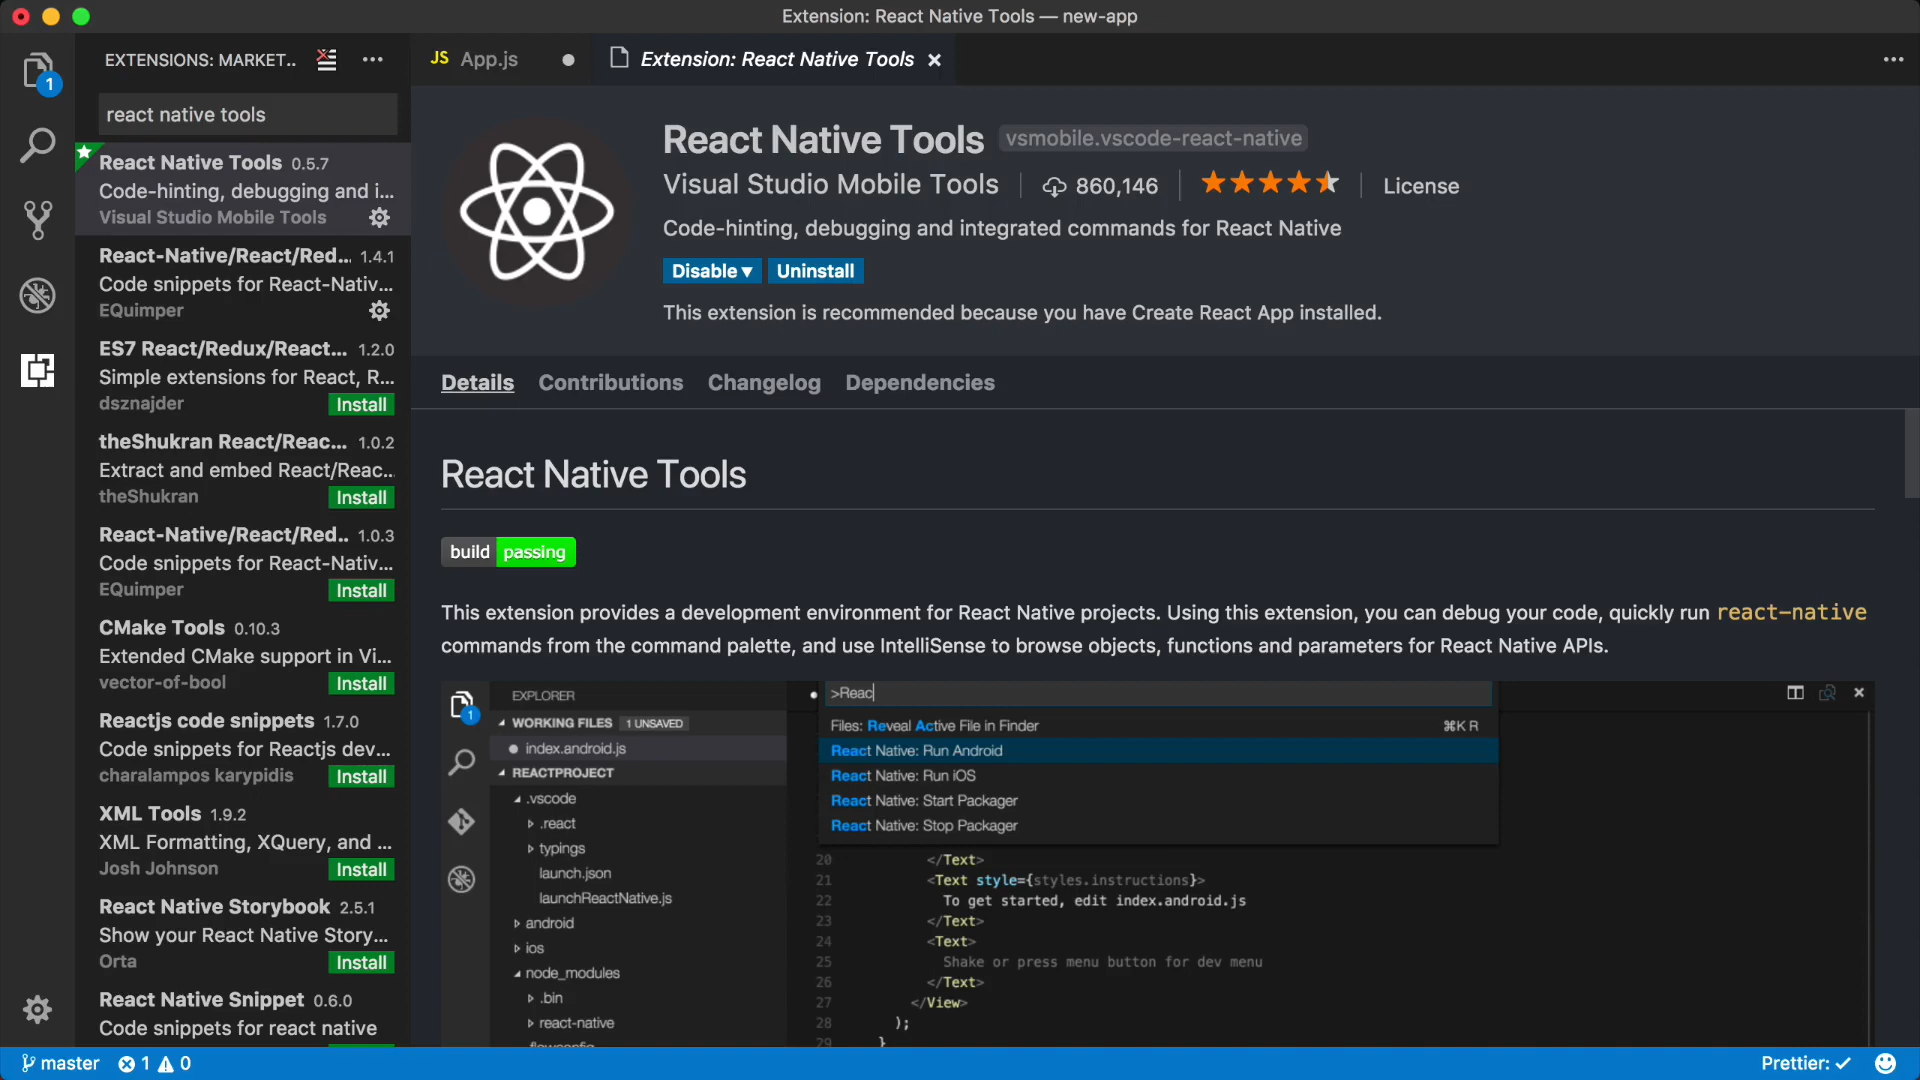 Extension: React Native Tools — new-app
EXTENSIONS: MARKET...
JS App.js
Extension: React Native Tools
1
react native tools
React Native Tools 0.5.7
Code-hinting, debugging and i...
Visual Studio Mobile Tools
React-Native/React/Red... 1.4.1
Code snippets for React-Nativ...
EQuimper
ES7 React/Redux/React... 1.2.0
Simple extensions for React, R...
dsznajder
Install
theShukran React/Reac... 1.0.2
Extract and embed React/Reac...
theShukran
Install
React-Native/React/Red... 1.0.3
Code snippets for React-Nativ...
EQuimper
Install
CMake Tools 0.10.3
Extended CMake support in Vi...
vector-of-bool
Install
Reactjs code snippets 1.7.0
Code snippets for Reactjs dev...
charalampos karypidis
Install
XML Tools 1.9.2
XML Formatting, XQuery, and ...
Josh Johnson
Install
React Native Storybook 2.5.1
Show your React Native Story...
Orta
Install
React Native Snippet 0.6.0
Code snippets for react native
React Native Tools vsmobile.vscode-react-native
Visual Studio Mobile Tools 860,146 License
Code-hinting, debugging and integrated commands for React Native
Disable▼ Uninstall
This extension is recommended because you have Create React App installed.
Details Contributions Changelog Dependencies
React Native Tools
build passing
This extension provides a development environment for React Native projects. Using this extension, you can debug your code, quickly run react-native
commands from the command palette, and use IntelliSense to browse objects, functions and parameters for React Native APIs.
1
EXPLORER
WORKING FILES 1 UNSAVED
index.android.js
REACTPROJECT
.vscode
.react
typings
launch.json
launchReactNative.js
android
ios
node_modules
.bin
react-native
.flowconfig
>Reac
Files: Reveal Active File in Finder ⌘K R
React Native: Run Android
React Native: Run iOS
React Native: Start Packager
React Native: Stop Packager
20 </Text>
21 <Text style={styles.instructions}>
22 To get started, edit index.android.js
23 </Text>
24 <Text>
25 Shake or press menu button for dev menu
26 </Text>
27 </View>
28 );
29 }
master 1 0
Prettier: ✓